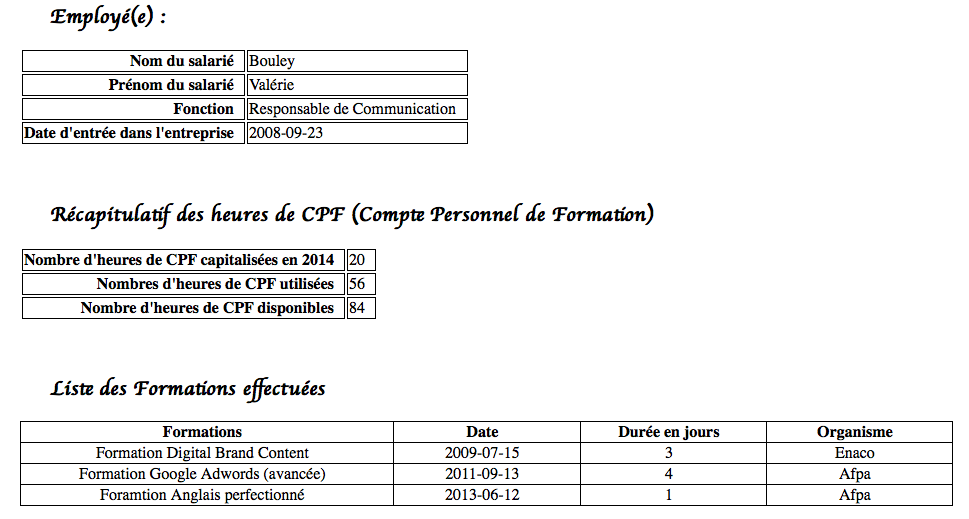 Employé(e) :
Nom du salarié Bouley
Prénom du salarié Valérie
Fonction Responsable de Communication
Date d'entrée dans l'entreprise 2008-09-23
Récapitulatif des heures de CPF (Compte Personnel de Formation)
Nombre d'heures de CPF capitalisées en 2014 20
Nombres d'heures de CPF utilisées 56
Nombre d'heures de CPF disponibles 84
Liste des Formations effectuées
Formations Date Durée en jours Organisme
Formation Digital Brand Content 2009-07-15 3 Enaco
Formation Google Adwords (avancée) 2011-09-13 4 Afpa
Foramtion Anglais perfectionné 2013-06-12 1 Afpa